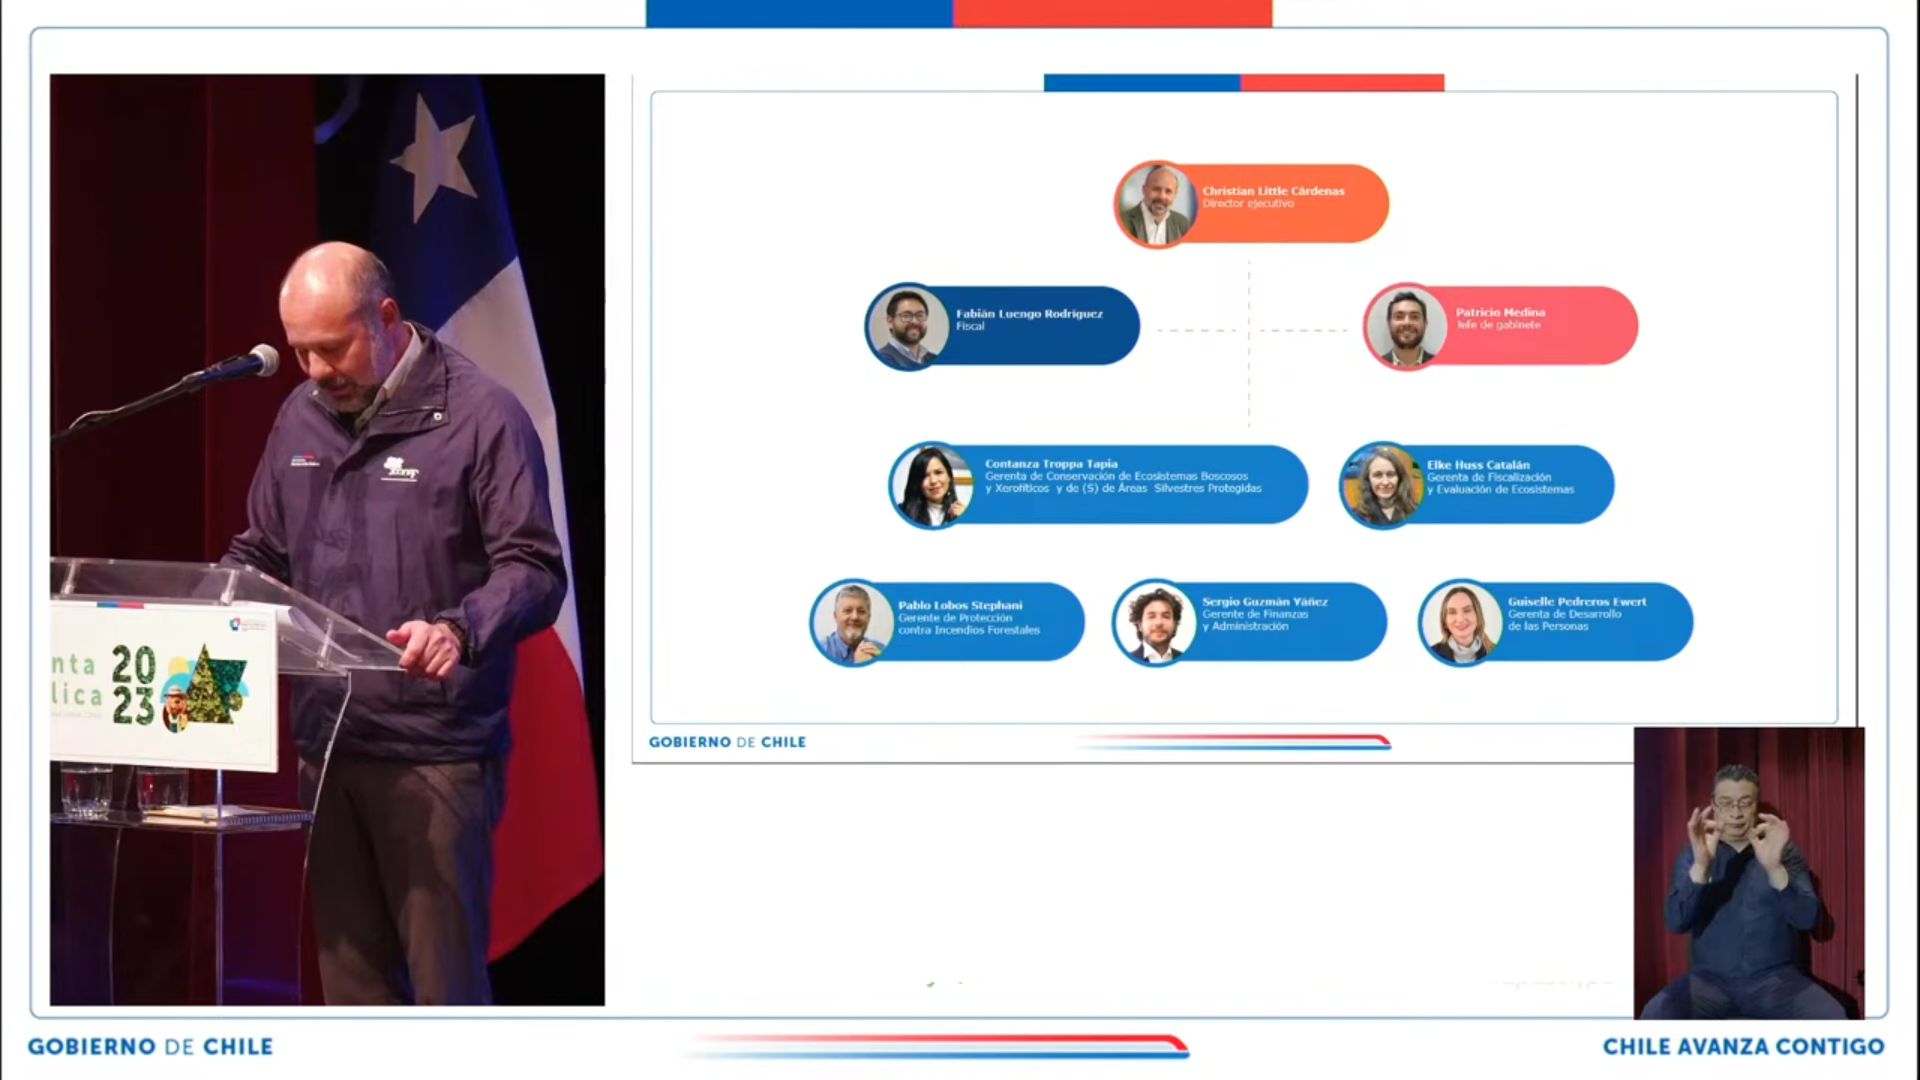 Christian Little Cárdenas
Director ejecutivo
Fabián Luengo Rodríguez
Fiscal
Patricio Medina
Jefe de gabinete
Contanza Troppa Tapia
Gerenta de Conservación de Ecosistemas Boscosos
y Xerofíticos y de (S) de Áreas Silvestres Protegidas
Elke Huss Catalán
Gerenta de Fiscalización
y Evaluación de Ecosistemas
Pablo Lobos Stephani
Gerente de Protección
contra Incendios Forestales
Sergio Guzmán Yáñez
Gerente de Finanzas
y Administración
Guiselle Pedreros Ewert
Gerenta de Desarrollo
de las Personas
GOBIERNO DE CHILE
nta
lica
20
23
GOBIERNO DE CHILE
CHILE AVANZA CONTIGO